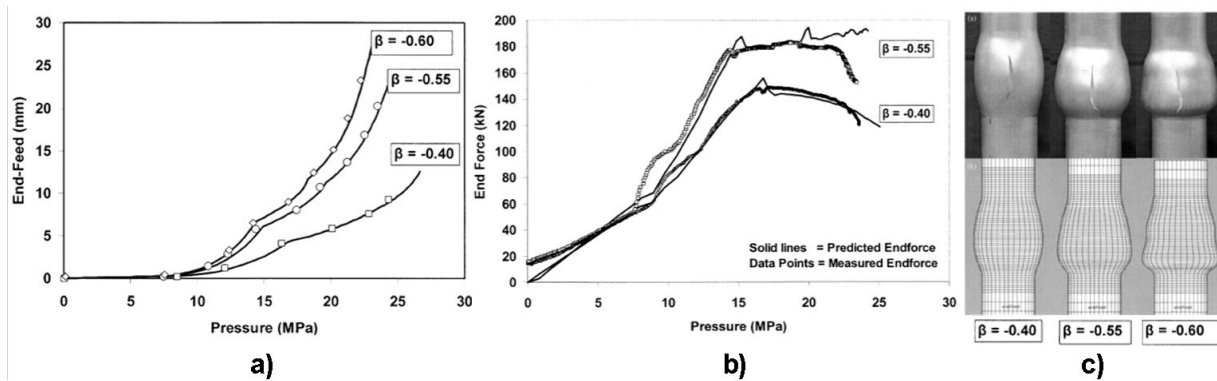 30
25
20
15
10
5
0
End-Feed (mm)
β = -0.60
β = -0.55
β = -0.40
0 5 10 15 20 25 30
Pressure (MPa)
a)
200
180
160
140
120
100
80
60
40
20
0
End Force (kN)
β = -0.55
β = -0.40
Solid lines = Predicted Endforce
Data Points = Measured Endforce
0 5 10 15 20 25 30
Pressure (MPa)
b)
(a)
(b)
β = -0.40 β = -0.55 β = -0.60
c)